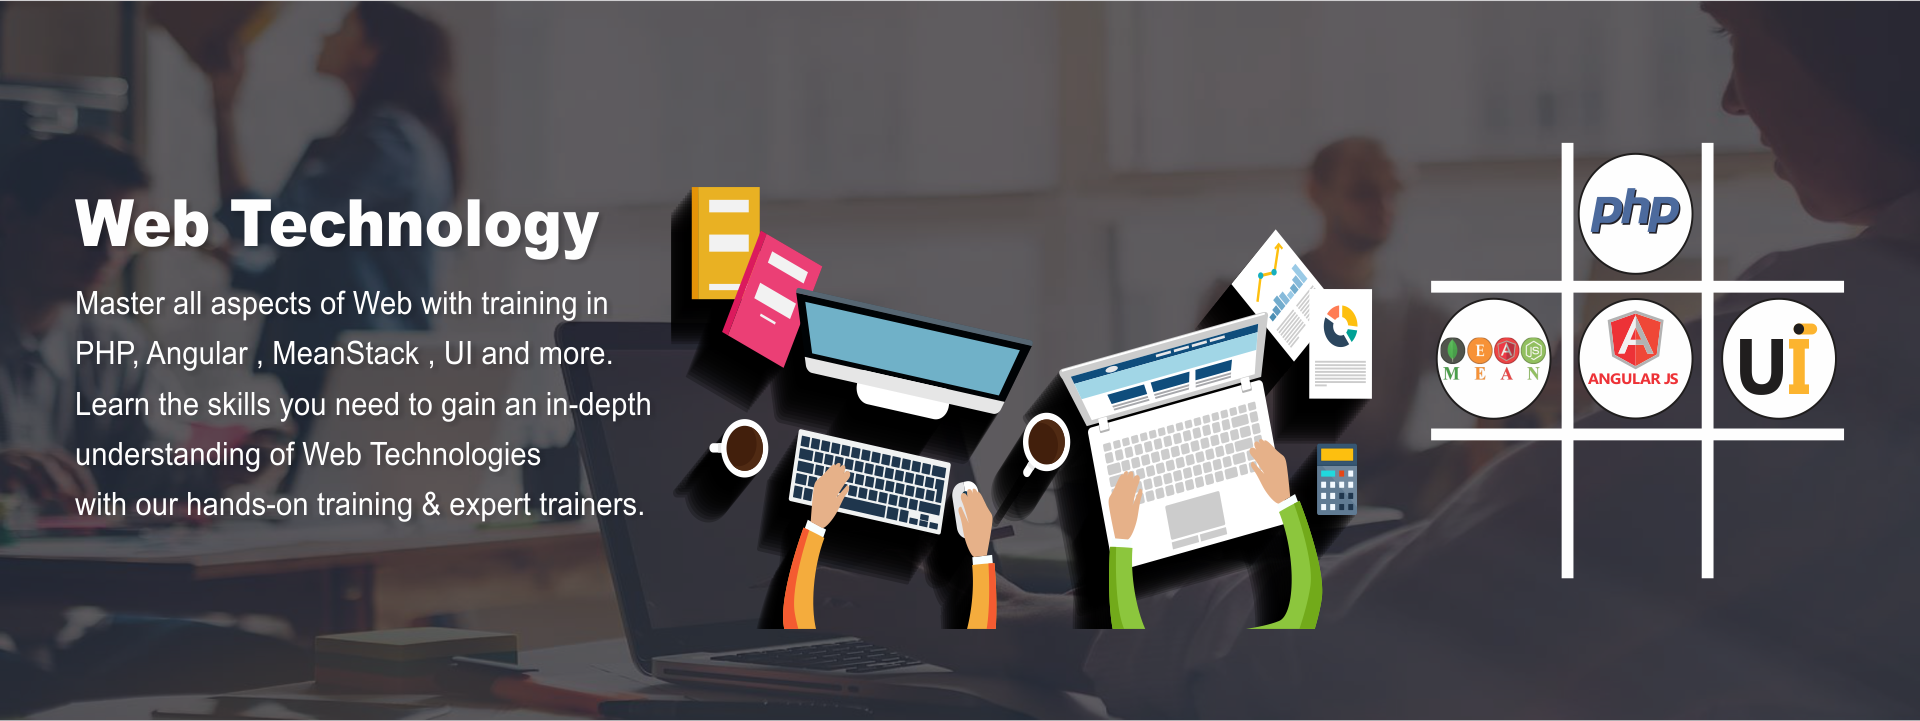 Web Technology
Master all aspects of Web with training in
PHP, Angular , MeanStack , UI and more.
Learn the skills you need to gain an in-depth
understanding of Web Technologies
with our hands-on training & expert trainers.
php
E A JS
M E A N
ANGULAR JS
UI